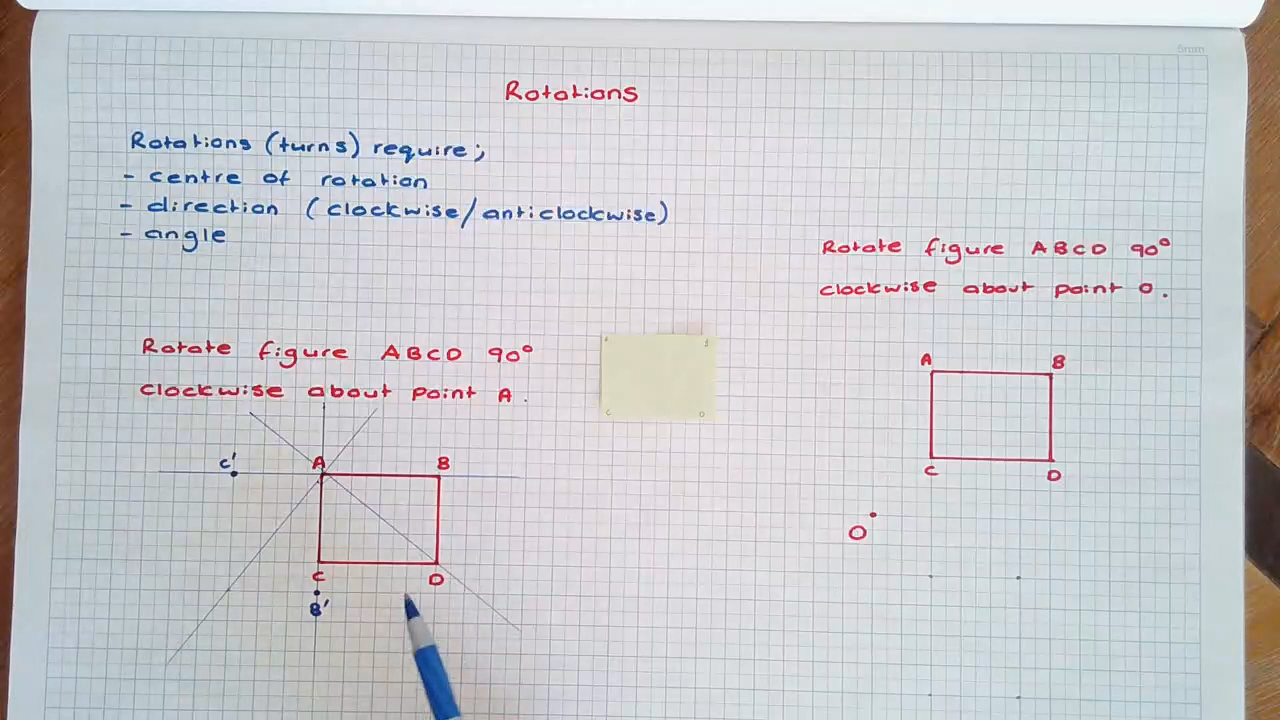 5mm
Rotations
Rotations (turns) require;
- centre of rotation
- direction (clockwise/anticlockwise)
- angle
Rotate figure ABCD 90°
clockwise about point O.
Rotate figure ABCD 90°
clockwise about point A.
A B
C D
A B
C D
C' A B
C D
B'
O